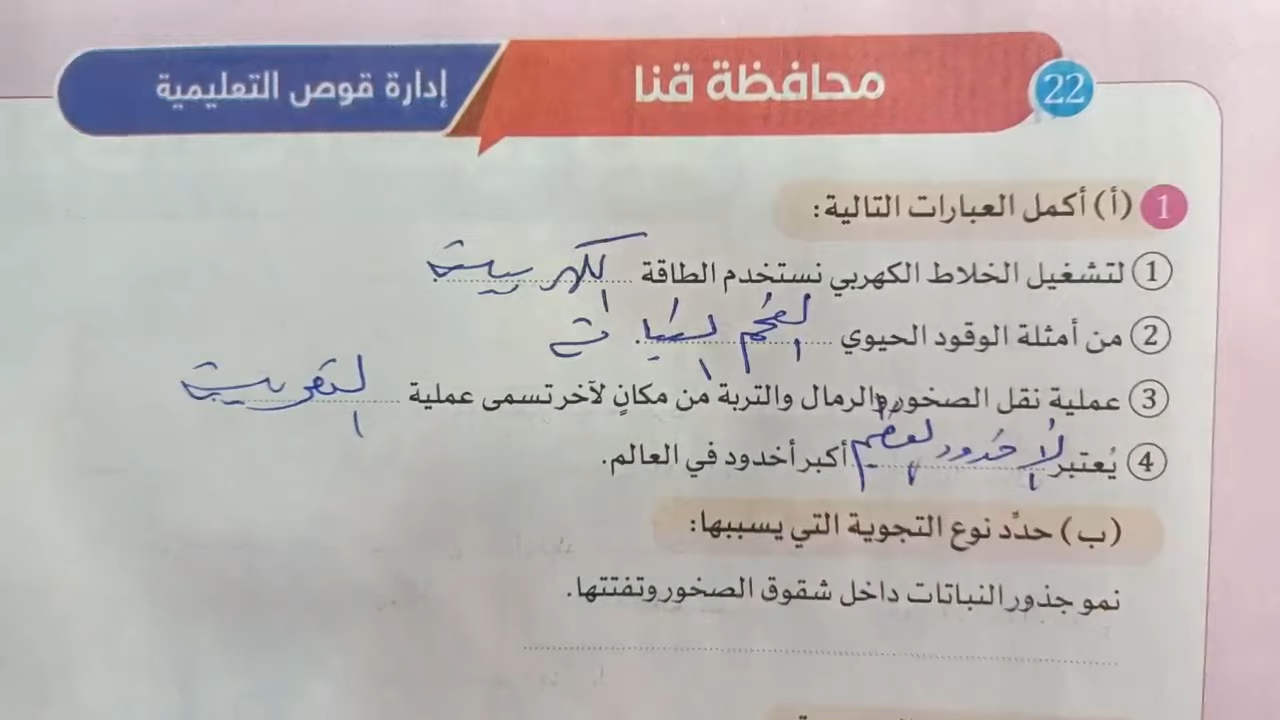 22 محافظة قنا إدارة قوص التعليمية
1 (أ) أكمل العبارات التالية:
1 لتشغيل الخلاط الكهربي نستخدم الطاقة الكهربية
2 من أمثلة الوقود الحيوي الفحم النباتي.
3 عملية نقل الصخور والرمال والتربة من مكانٍ لآخر تسمى عملية التعرية
4 يُعتبر الأخدود العظيم أكبر أخدود في العالم.
(ب) حدِّد نوع التجوية التي يسببها:
نمو جذور النباتات داخل شقوق الصخور وتفتتها.